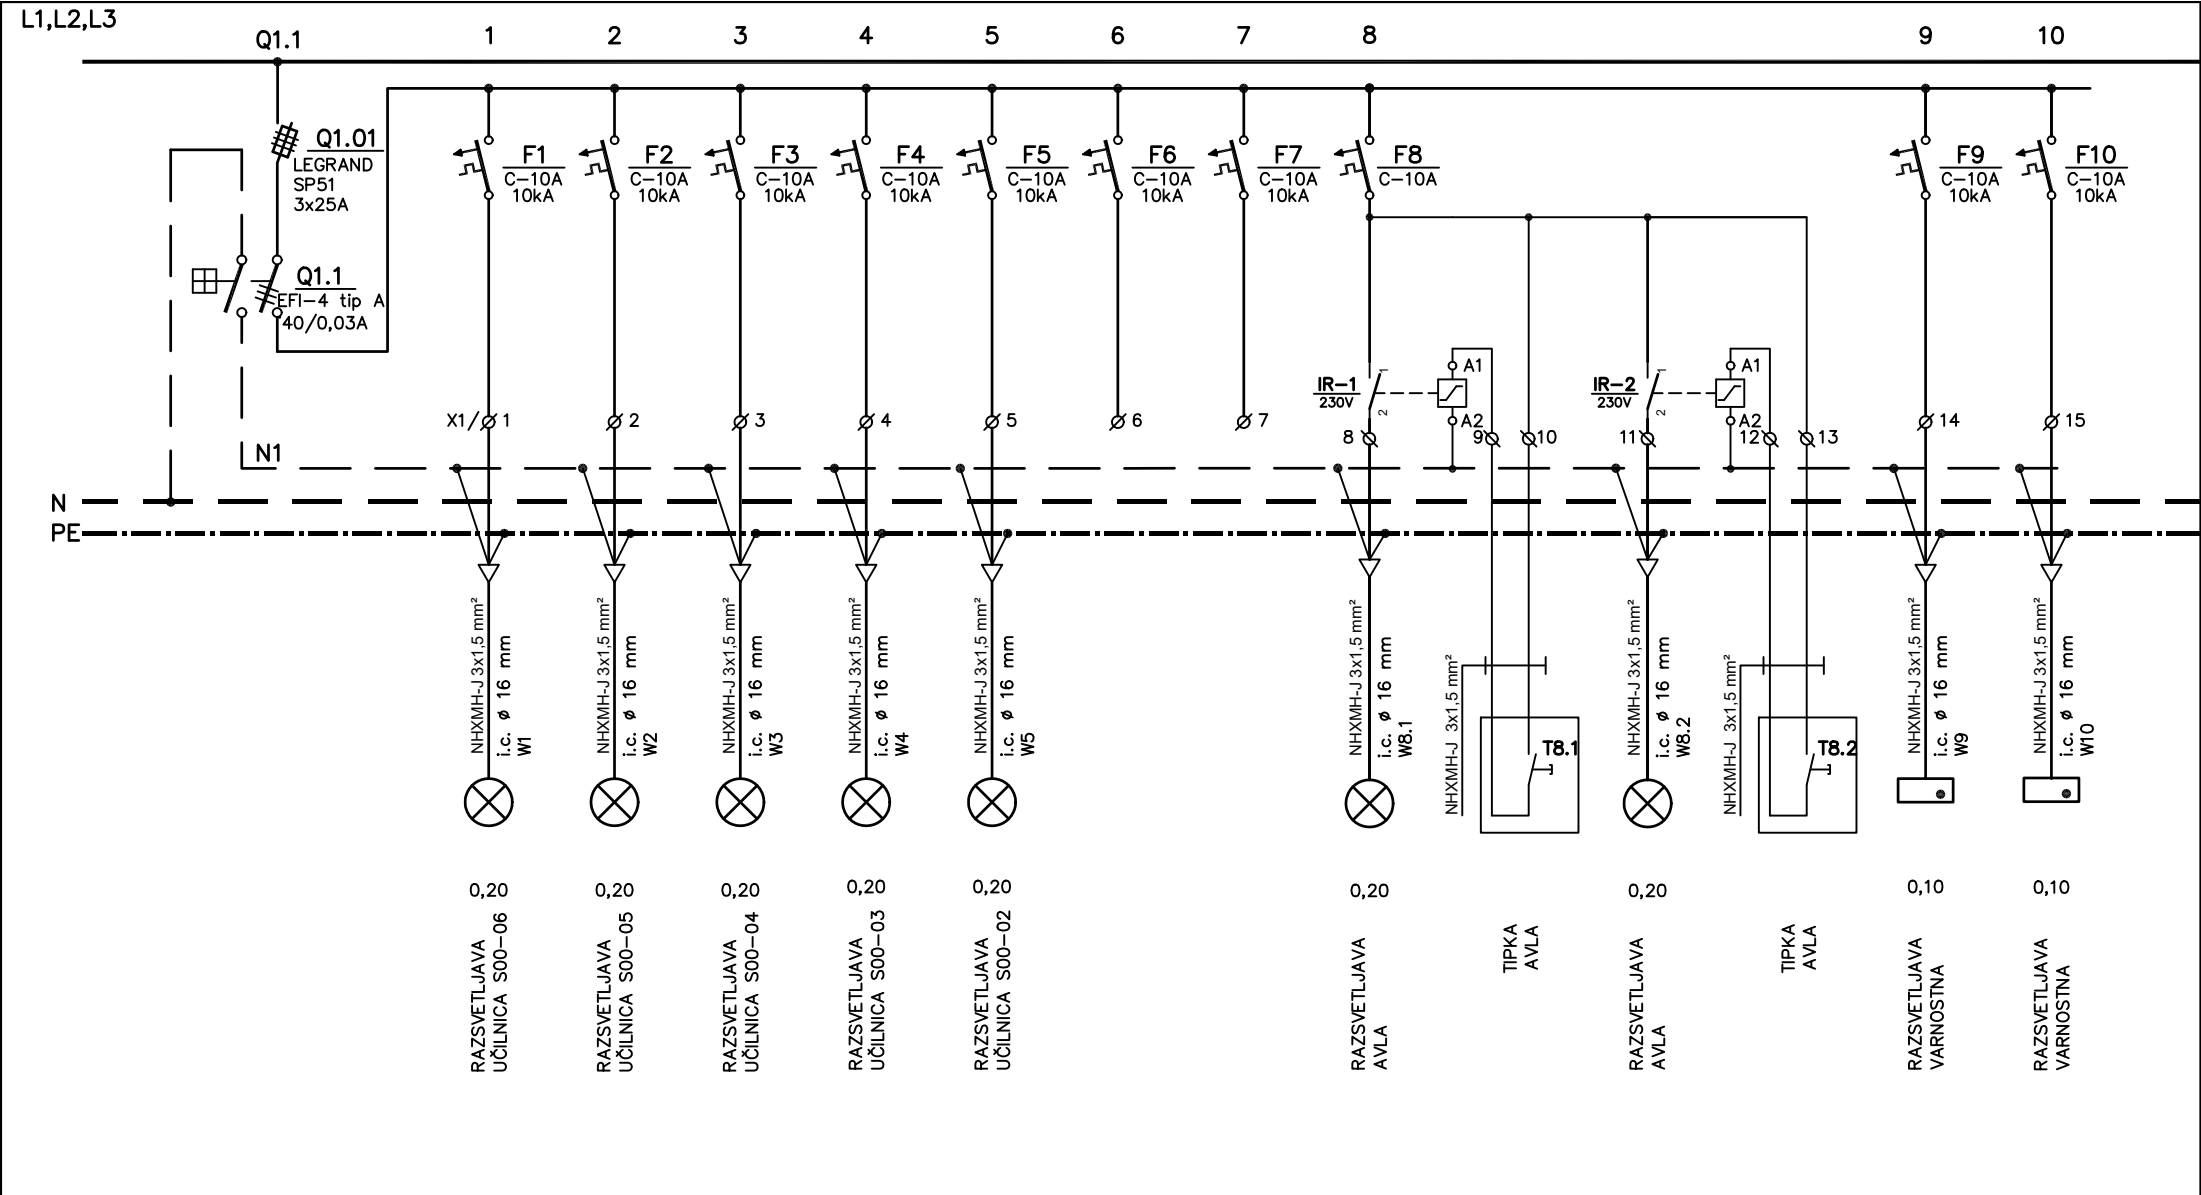 L1,L2,L3
Q1.1
1
2
3
4
5
6
7
8
9
10
Q1.01
LEGRAND
SP51
3x25A
Q1.1
EFI-4 tip A
40/0,03A
F1
C-10A
10kA
F2
C-10A
10kA
F3
C-10A
10kA
F4
C-10A
10kA
F5
C-10A
10kA
F6
C-10A
10kA
F7
C-10A
10kA
F8
C-10A
F9
C-10A
10kA
F10
C-10A
10kA
IR-1
230V
1
2
A1
A2
IR-2
230V
1
2
A1
A2
X1/ 1
2
3
4
5
6
7
8
9
10
11
12
13
14
15
N1
N
PE
NHXMH-J 3x1,5 mm²
i.c. ø 16 mm
W1
NHXMH-J 3x1,5 mm²
i.c. ø 16 mm
W2
NHXMH-J 3x1,5 mm²
i.c. ø 16 mm
W3
NHXMH-J 3x1,5 mm²
i.c. ø 16 mm
W4
NHXMH-J 3x1,5 mm²
i.c. ø 16 mm
W5
NHXMH-J 3x1,5 mm²
i.c. ø 16 mm
W8.1
NHXMH-J 3x1,5 mm²
T8.1
NHXMH-J 3x1,5 mm²
i.c. ø 16 mm
W8.2
NHXMH-J 3x1,5 mm²
T8.2
NHXMH-J 3x1,5 mm²
i.c. ø 16 mm
W9
NHXMH-J 3x1,5 mm²
i.c. ø 16 mm
W10
0,20
0,20
0,20
0,20
0,20
0,20
0,20
0,10
0,10
RAZSVETLJAVA
UČILNICA S00-06
RAZSVETLJAVA
UČILNICA S00-05
RAZSVETLJAVA
UČILNICA S00-04
RAZSVETLJAVA
UČILNICA S00-03
RAZSVETLJAVA
UČILNICA S00-02
RAZSVETLJAVA
AVLA
TIPKA
AVLA
RAZSVETLJAVA
AVLA
TIPKA
AVLA
RAZSVETLJAVA
VARNOSTNA
RAZSVETLJAVA
VARNOSTNA